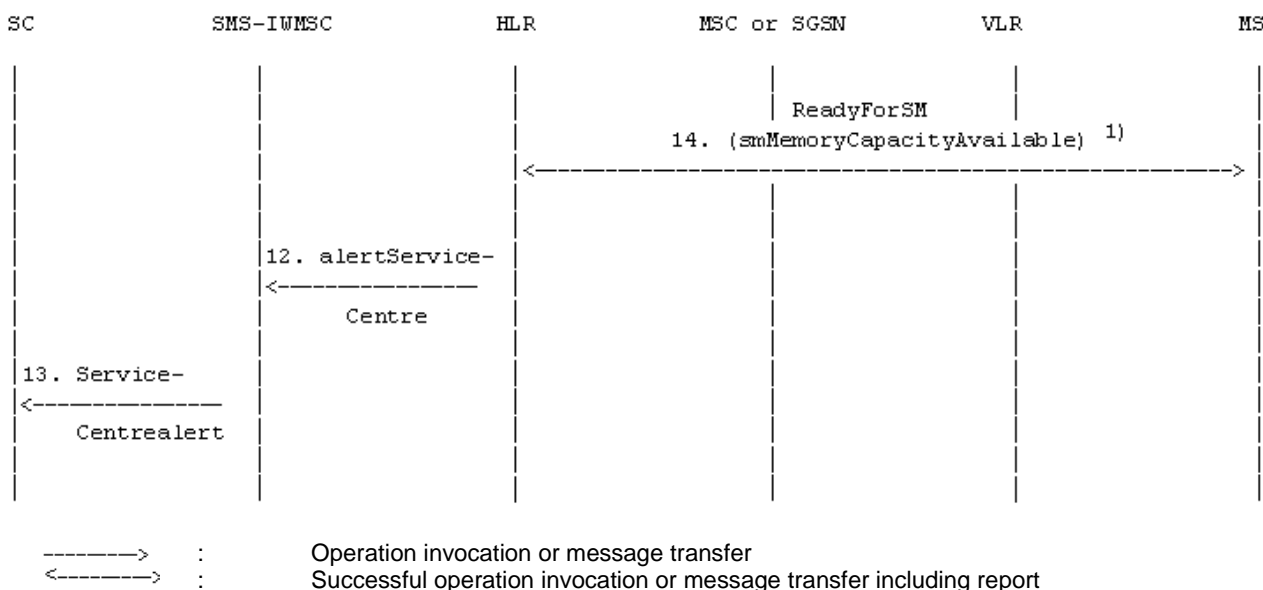 SC SMS-IWMSC HLR MSC or SGSN VLR MS
ReadyForSM
14. (smMemoryCapacityAvailable) 1)
12. alertService-
Centre
13. Service-
Centrealert
: Operation invocation or message transfer
: Successful operation invocation or message transfer including report